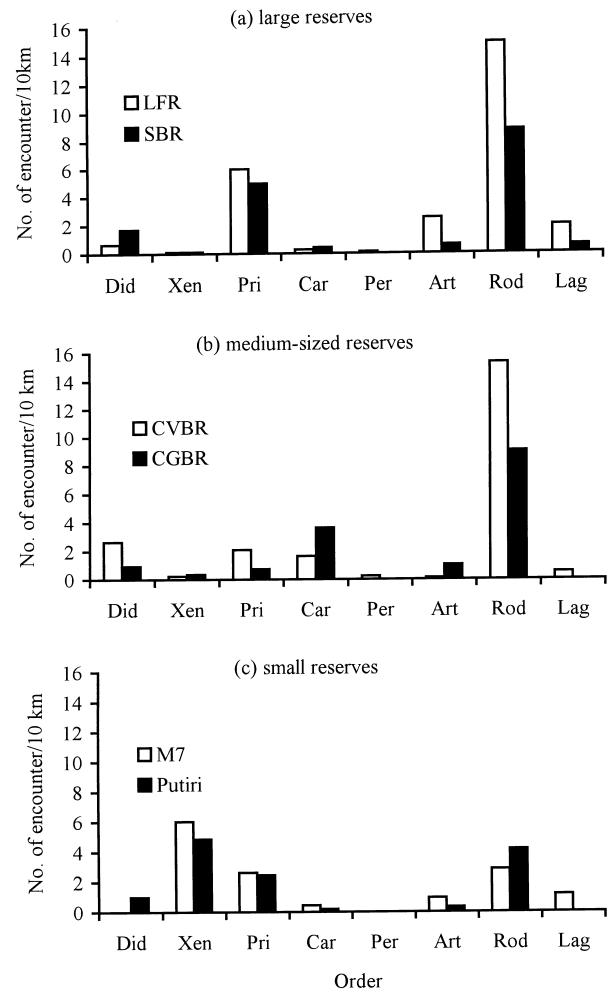 (a) large reserves
No. of encounter/10km
16
14
12
10
8
6
4
2
0
LFR
SBR
Did Xen Pri Car Per Art Rod Lag
(b) medium-sized reserves
No. of encounter/10 km
16
14
12
10
8
6
4
2
0
CVBR
CGBR
Did Xen Pri Car Per Art Rod Lag
(c) small reserves
No. of encounter/10 km
16
14
12
10
8
6
4
2
0
M7
Putiri
Did Xen Pri Car Per Art Rod Lag
Order